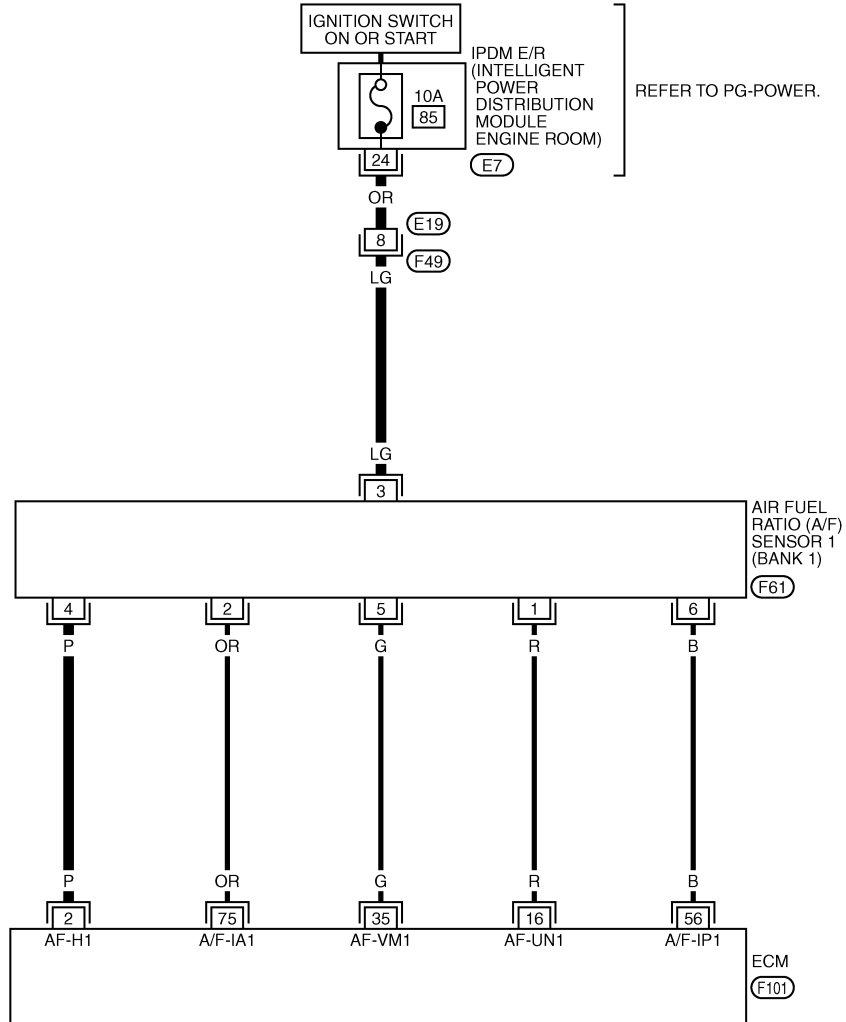 IGNITION SWITCH
ON OR START
IPDM E/R
(INTELLIGENT
POWER
DISTRIBUTION
MODULE
ENGINE ROOM)
REFER TO PG-POWER.
10A
85
24
E7
OR
E19
8
F49
LG
LG
3
AIR FUEL
RATIO (A/F)
SENSOR 1
(BANK 1)
F61
4 2 5 1 6
P OR G R B
P OR G R B
2 75 35 16 56
AF-H1 A/F-IA1 AF-VM1 AF-UN1 A/F-IP1
ECM
F101